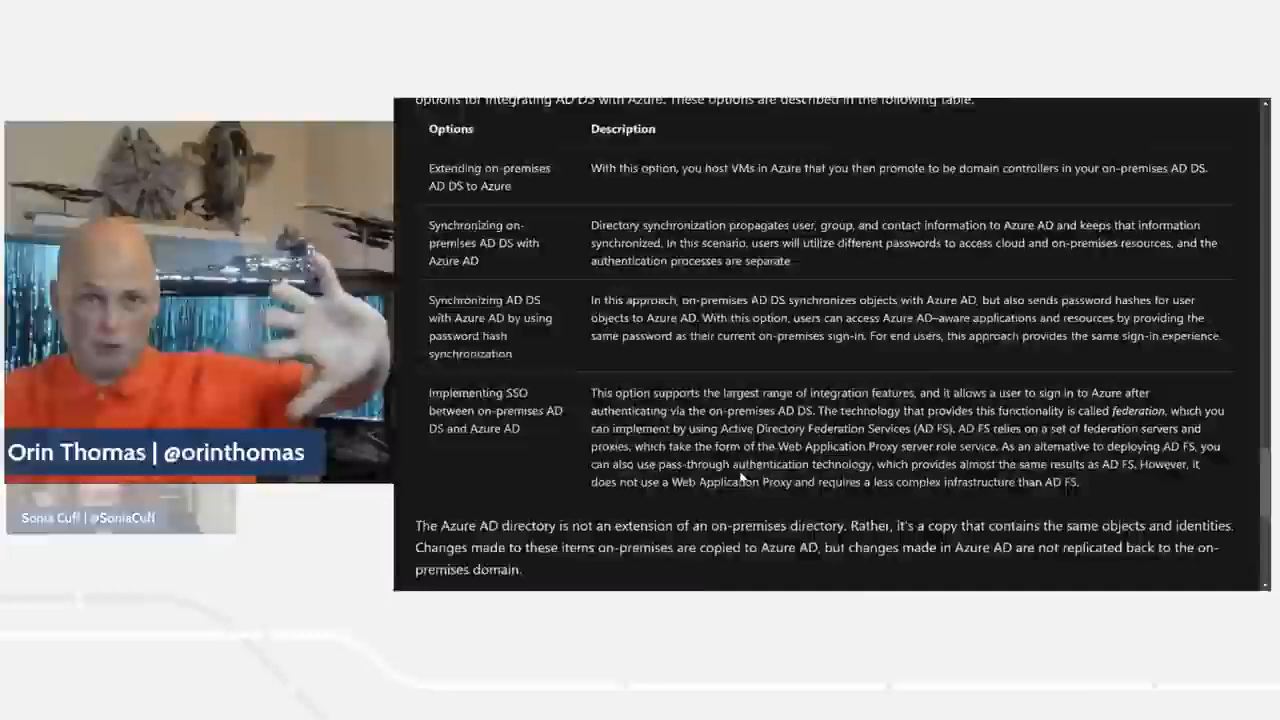 options for integrating AD DS with Azure. These options are described in the following table.
Options
Description
Extending on-premises
AD DS to Azure
With this option, you host VMs in Azure that you then promote to be domain controllers in your on-premises AD DS.
Synchronizing on-
premises AD DS with
Azure AD
Directory synchronization propagates user, group, and contact information to Azure AD and keeps that information
synchronized. In this scenario, users will utilize different passwords to access cloud and on-premises resources, and the
authentication processes are separate.
Synchronizing AD DS
with Azure AD by using
password hash
synchronization
In this approach, on-premises AD DS synchronizes objects with Azure AD, but also sends password hashes for user
objects to Azure AD. With this option, users can access Azure AD–aware applications and resources by providing the
same password as their current on-premises sign-in. For end users, this approach provides the same sign-in experience.
Implementing SSO
between on-premises AD
DS and Azure AD
This option supports the largest range of integration features, and it allows a user to sign in to Azure after
authenticating via the on-premises AD DS. The technology that provides this functionality is called federation, which you
can implement by using Active Directory Federation Services (AD FS). AD FS relies on a set of federation servers and
proxies, which take the form of the Web Application Proxy server role service. As an alternative to deploying AD FS, you
can also use pass-through authentication technology, which provides almost the same results as AD FS. However, it
does not use a Web Application Proxy and requires a less complex infrastructure than AD FS.
The Azure AD directory is not an extension of an on-premises directory. Rather, it's a copy that contains the same objects and identities.
Changes made to these items on-premises are copied to Azure AD, but changes made in Azure AD are not replicated back to the on-
premises domain.
Orin Thomas | @orinthomas
Sonia Cuff | @SoniaCuff